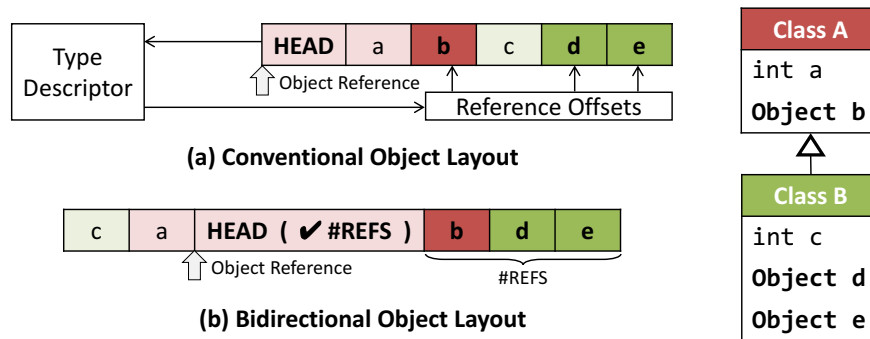 HEAD a b c d e
Type
Descriptor
Object Reference
Reference Offsets
(a) Conventional Object Layout
c a HEAD ( ✔ #REFS ) b d e
Object Reference
#REFS
(b) Bidirectional Object Layout
Class A
int a
Object b
Class B
int c
Object d
Object e